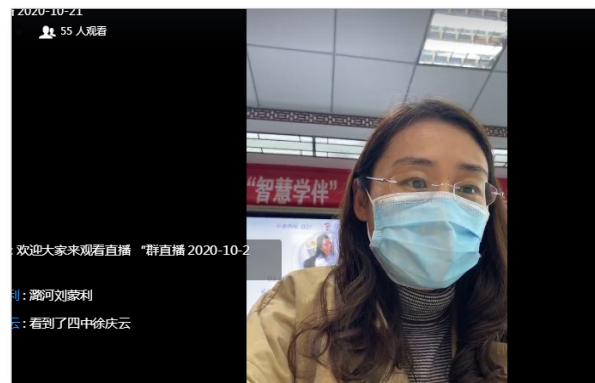 2020-10-21
55 人观看
“智慧学伴”
: 欢迎大家来观看直播 “群直播 2020-10-2
利: 潞河刘蒙利
云: 看到了四中徐庆云